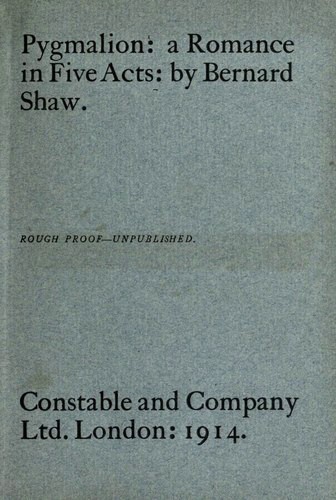 Pygmalion: a Romance
in Five Acts: by Bernard
Shaw.
ROUGH PROOF—UNPUBLISHED.
Constable and Company
Ltd. London: 1914.